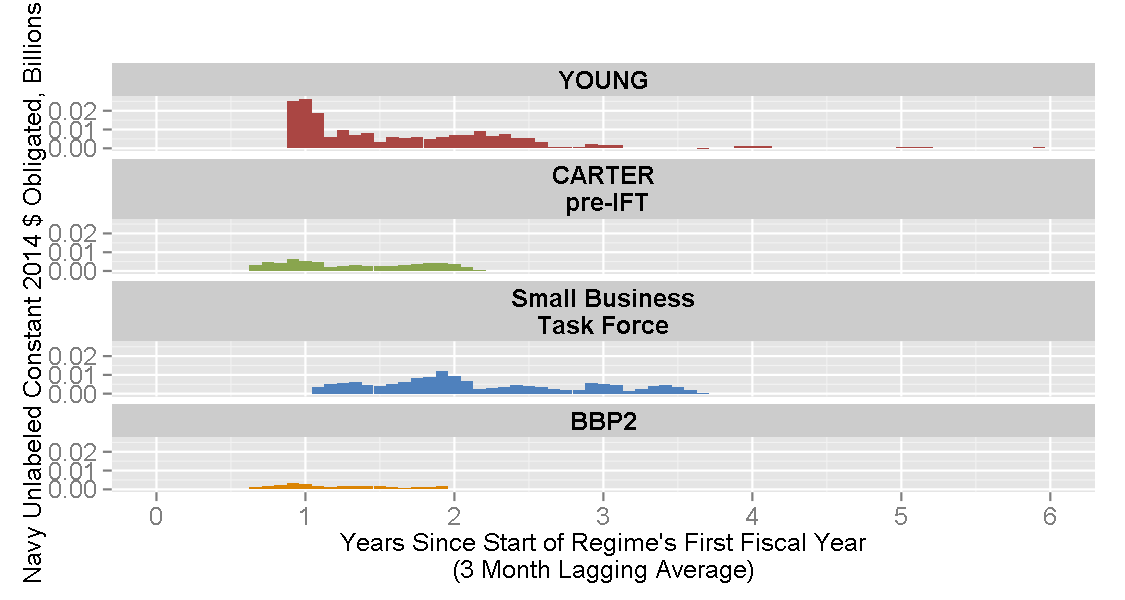 Navy Unlabeled Constant 2014 $ Obligated, Billions
YOUNG
0.02
0.01
0.00
CARTER
pre-IFT
0.02
0.01
0.00
Small Business
Task Force
0.02
0.01
0.00
BBP2
0.02
0.01
0.00
0 1 2 3 4 5 6
Years Since Start of Regime's First Fiscal Year
(3 Month Lagging Average)